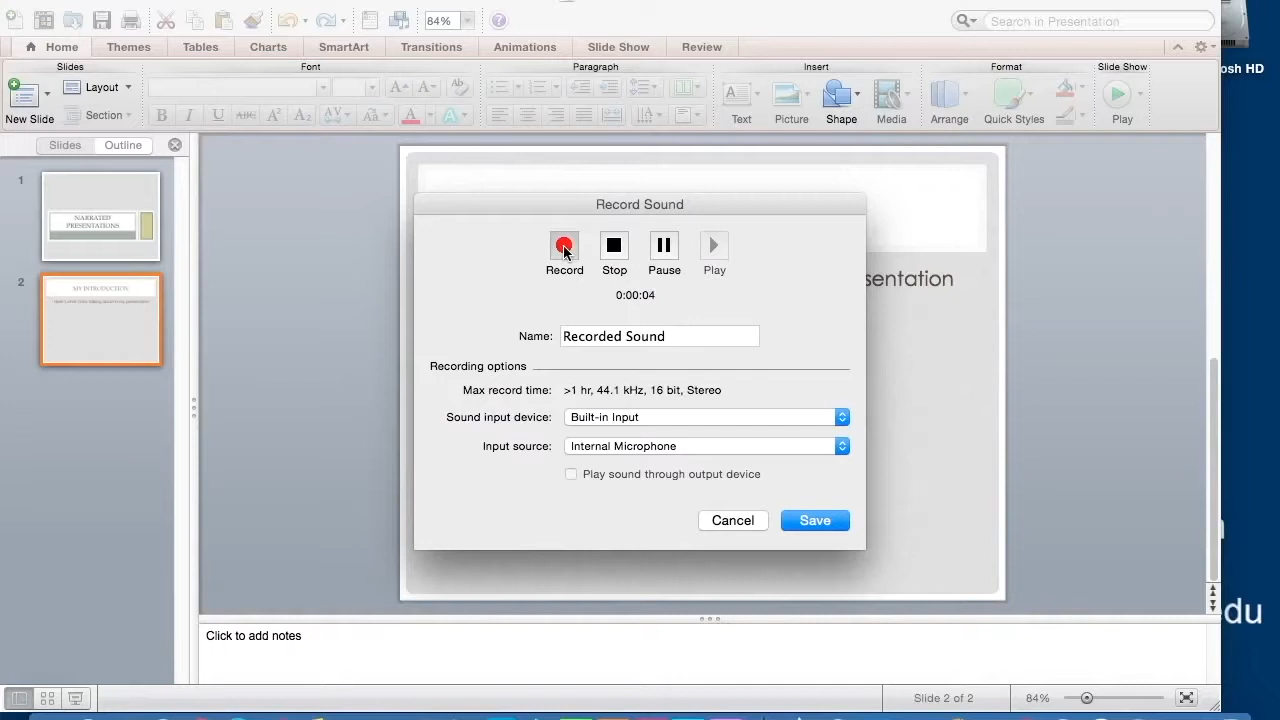 84%
Search in Presentation
Home
Themes
Tables
Charts
SmartArt
Transitions
Animations
Slide Show
Review
osh HD
Slides
Font
Paragraph
Insert
Format
Slide Show
New Slide
Layout
Section
B I U ABC A² A₂ AV Aa A A
Text
Picture
Shape
Media
Arrange
Quick Styles
Play
Slides
Outline
1
NARRATED
PRESENTATIONS
2
MY INTRODUCTION
sentation
Record Sound
Record
Stop
Pause
Play
0:00:04
Name: Recorded Sound
Recording options
Max record time: >1 hr, 44.1 kHz, 16 bit, Stereo
Sound input device: Built-in Input
Input source: Internal Microphone
Play sound through output device
Cancel
Save
du
Click to add notes
Slide 2 of 2
84%